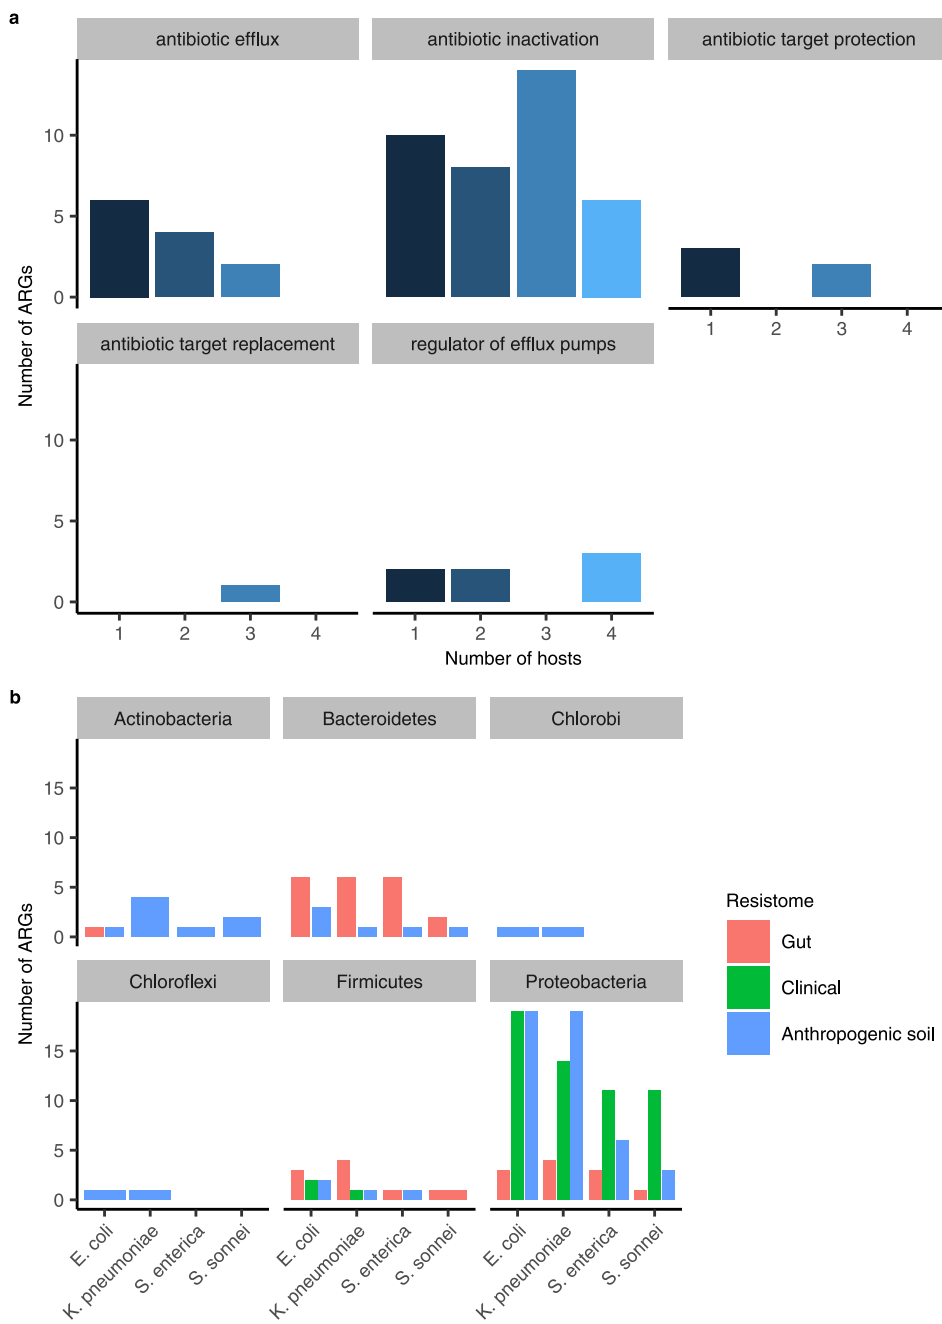 a
antibiotic efflux
antibiotic inactivation
antibiotic target protection
10
5
0
1 2 3 4
Number of ARGs
antibiotic target replacement
regulator of efflux pumps
10
5
0
1 2 3 4
1 2 3 4
Number of hosts
b
Actinobacteria
Bacteroidetes
Chlorobi
15
10
5
0
Number of ARGs
Chloroflexi
Firmicutes
Proteobacteria
15
10
5
0
E. coli
K. pneumoniae
S. enterica
S. sonnei
E. coli
K. pneumoniae
S. enterica
S. sonnei
E. coli
K. pneumoniae
S. enterica
S. sonnei
Resistome
Gut
Clinical
Anthropogenic soil